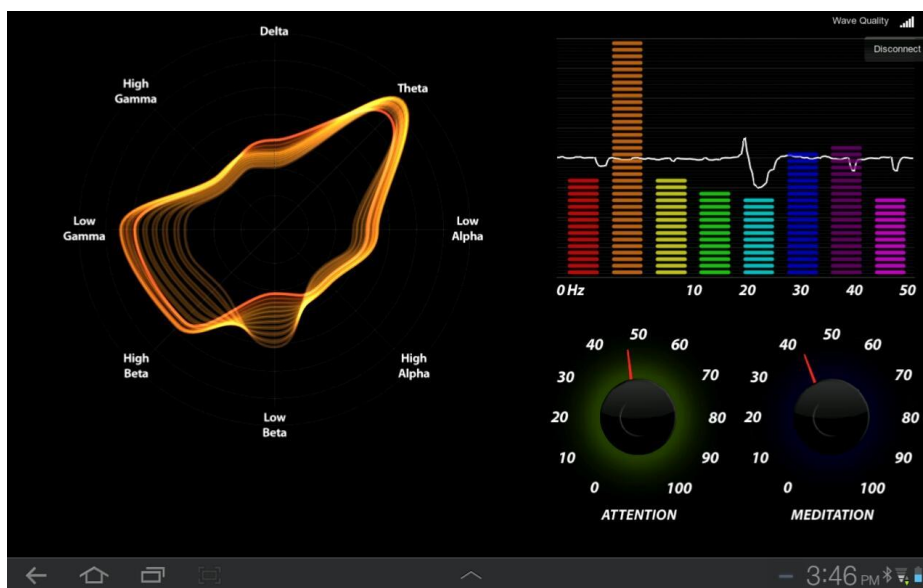 Wave Quality
Disconnect
Delta
High
Gamma
Theta
Low
Gamma
Low
Alpha
High
Beta
High
Alpha
Low
Beta
0 Hz 10 20 30 40 50
40 50 60
30 70
20 80
10 90
0 100
ATTENTION
40 50 60
30 70
20 80
10 90
0 100
MEDITATION
3:46 PM